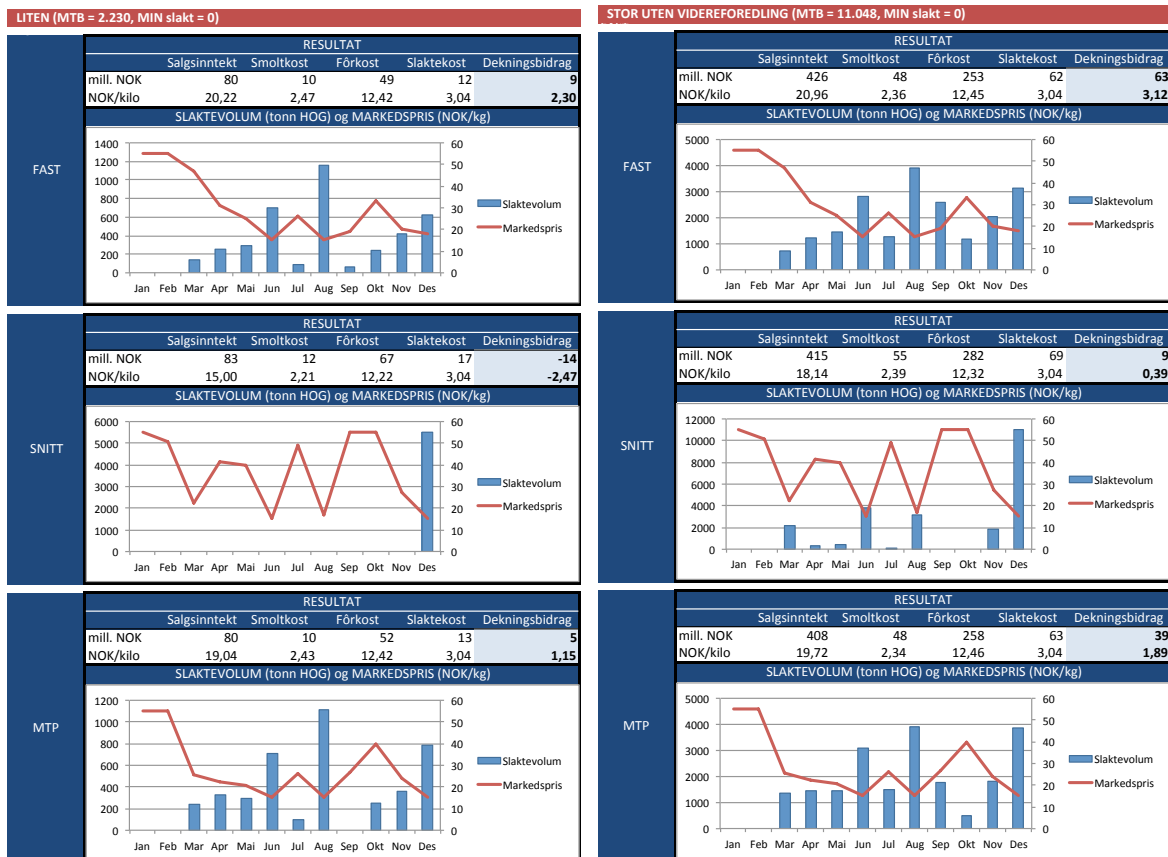 LITEN (MTB = 2.230, MIN slakt = 0)
FAST
RESULTAT
Salgsinntekt Smoltkost Fôrkost Slaktekost Dekningsbidrag
mill. NOK 80 10 49 12 9
NOK/kilo 20,22 2,47 12,42 3,04 2,30
SLAKTEVOLUM (tonn HOG) og MARKEDSPRIS (NOK/kg)
1400 60
1200 50
1000
800 40
600 30
400 20
200 10
0 0
Jan Feb Mar Apr Mai Jun Jul Aug Sep Okt Nov Des
Slaktevolum
Markedspris
SNITT
RESULTAT
Salgsinntekt Smoltkost Fôrkost Slaktekost Dekningsbidrag
mill. NOK 83 12 67 17 -14
NOK/kilo 15,00 2,21 12,22 3,04 -2,47
SLAKTEVOLUM (tonn HOG) og MARKEDSPRIS (NOK/kg)
6000 60
5000 50
4000 40
3000 30
2000 20
1000 10
0 0
Jan Feb Mar Apr Mai Jun Jul Aug Sep Okt Nov Des
Slaktevolum
Markedspris
MTP
RESULTAT
Salgsinntekt Smoltkost Fôrkost Slaktekost Dekningsbidrag
mill. NOK 80 10 52 13 5
NOK/kilo 19,04 2,43 12,42 3,04 1,15
SLAKTEVOLUM (tonn HOG) og MARKEDSPRIS (NOK/kg)
1200 60
1000 50
800 40
600 30
400 20
200 10
0 0
Jan Feb Mar Apr Mai Jun Jul Aug Sep Okt Nov Des
Slaktevolum
Markedspris
STOR UTEN VIDEREFOREDLING (MTB = 11.048, MIN slakt = 0)
FAST
RESULTAT
Salgsinntekt Smoltkost Fôrkost Slaktekost Dekningsbidrag
mill. NOK 426 48 253 62 63
NOK/kilo 20,96 2,36 12,45 3,04 3,12
SLAKTEVOLUM (tonn HOG) og MARKEDSPRIS (NOK/kg)
5000 60
4000 50
3000 40
2000 30
1000 20
0 10
0
Jan Feb Mar Apr Mai Jun Jul Aug Sep Okt Nov Des
Slaktevolum
Markedspris
SNITT
RESULTAT
Salgsinntekt Smoltkost Fôrkost Slaktekost Dekningsbidrag
mill. NOK 415 55 282 69 9
NOK/kilo 18,14 2,39 12,32 3,04 0,39
SLAKTEVOLUM (tonn HOG) og MARKEDSPRIS (NOK/kg)
12000 60
10000 50
8000 40
6000 30
4000 20
2000 10
0 0
Jan Feb Mar Apr Mai Jun Jul Aug Sep Okt Nov Des
Slaktevolum
Markedspris
MTP
RESULTAT
Salgsinntekt Smoltkost Fôrkost Slaktekost Dekningsbidrag
mill. NOK 408 48 258 63 39
NOK/kilo 19,72 2,34 12,46 3,04 1,89
SLAKTEVOLUM (tonn HOG) og MARKEDSPRIS (NOK/kg)
5000 60
4000 50
3000 40
2000 30
1000 20
0 10
0
Jan Feb Mar Apr Mai Jun Jul Aug Sep Okt Nov Des
Slaktevolum
Markedspris